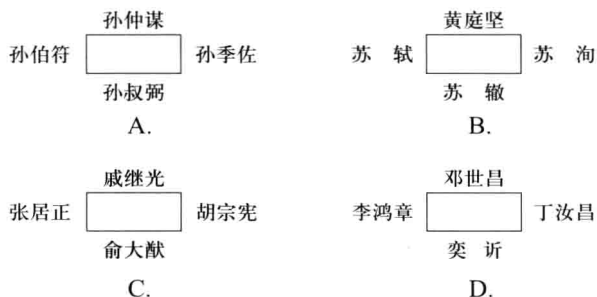 孙仲谋
孙伯符 孙季佐
孙叔弼
A.
黄庭坚
苏 轼 苏 洵
苏 辙
B.
戚继光
张居正 胡宗宪
俞大猷
C.
邓世昌
李鸿章 丁汝昌
奕 䜣
D.